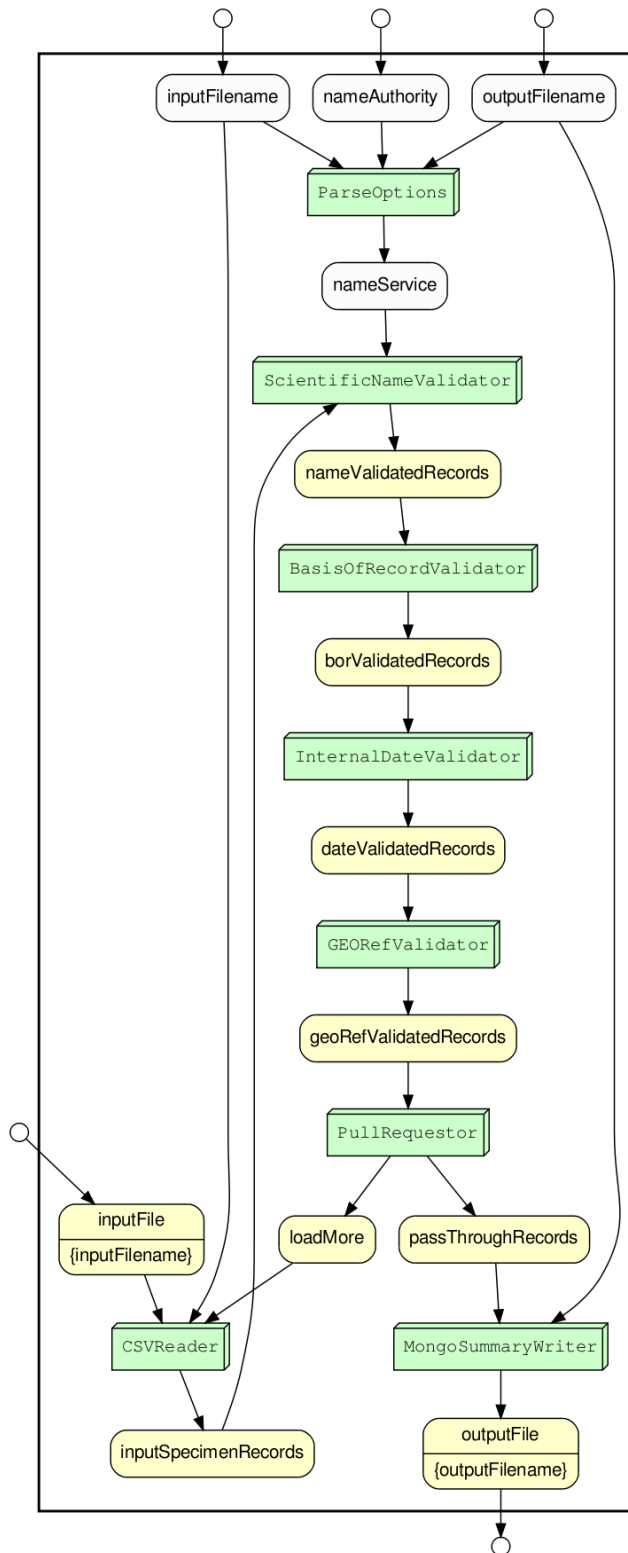 inputFilename
nameAuthority
outputFilename
ParseOptions
nameService
ScientificNameValidator
nameValidatedRecords
BasisOfRecordValidator
borValidatedRecords
InternalDateValidator
dateValidatedRecords
GEORefValidator
geoRefValidatedRecords
PullRequestor
inputFile
{inputFilename}
loadMore
passThroughRecords
CSVReader
MongoSummaryWriter
inputSpecimenRecords
outputFile
{outputFilename}